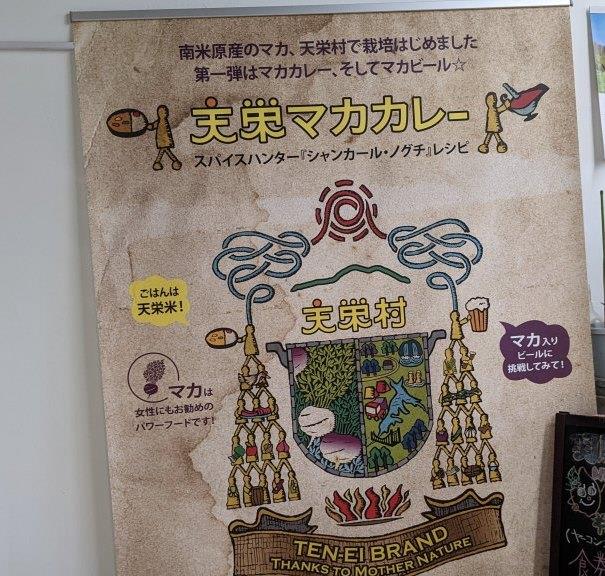 南米原産のマカ、天栄村で栽培はじめました
第一弾はマカカレー、そしてマカビール☆
天栄マカカレー
スパイスハンター『シャンカール・ノグチ』レシピ
ごはんは
天栄米！
天栄村
マカ入り
ビールに
挑戦してみて！
マカは
女性にもお勧めの
パワーフードです！
TEN-EI BRAND
THANKS TO MOTHER NATURE